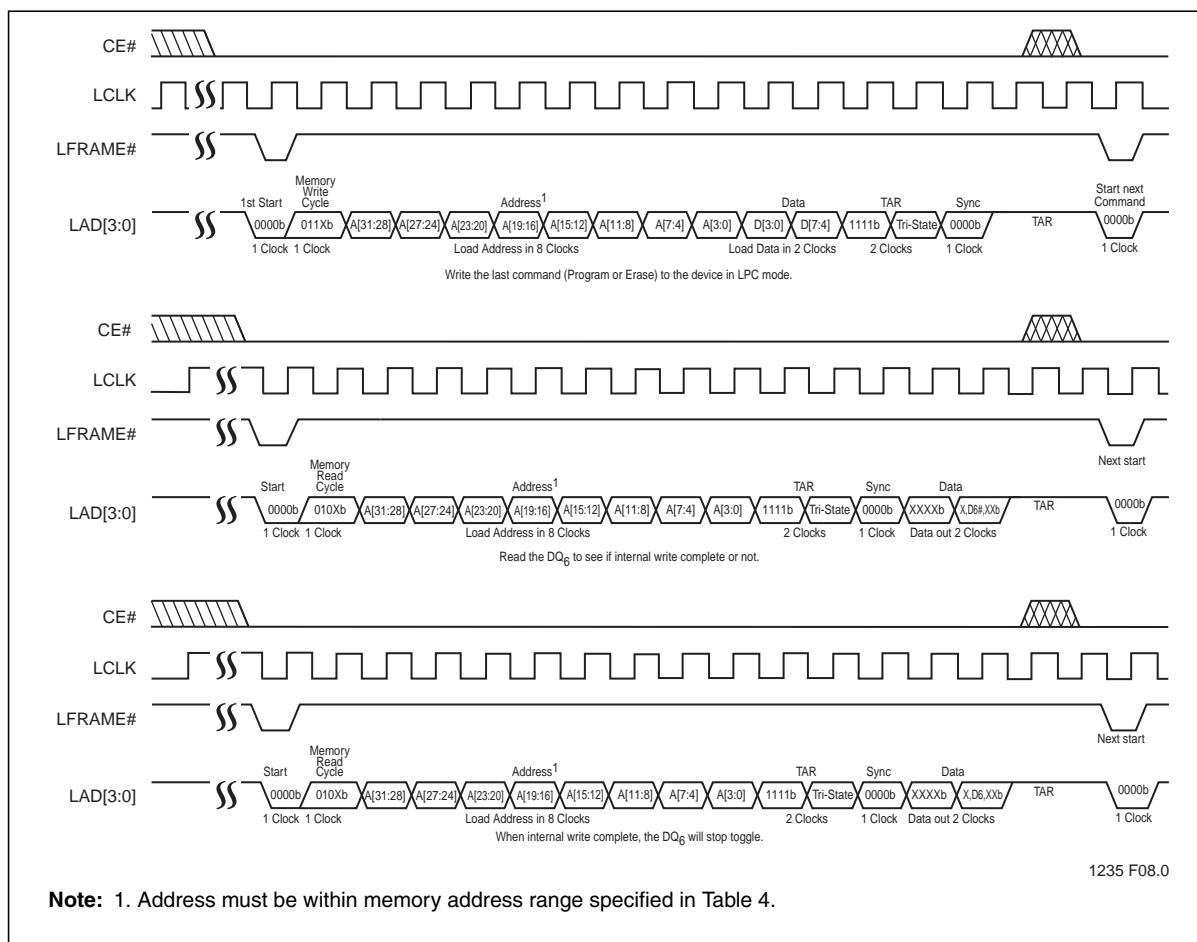 CE#
LCLK
LFRAME#
Memory
Write
Cycle
1st Start
Address1
Data
TAR
Sync
Start next
Command
LAD[3:0]
0000b 011Xb A[31:28] A[27:24] A[23:20] A[19:16] A[15:12] A[11:8] A[7:4] A[3:0] D[3:0] D[7:4] 1111b Tri-State 0000b TAR 0000b
1 Clock 1 Clock Load Address in 8 Clocks Load Data in 2 Clocks 2 Clocks 1 Clock 1 Clock
Write the last command (Program or Erase) to the device in LPC mode.
CE#
LCLK
LFRAME#
Next start
Memory
Read
Cycle
Start
Address1
TAR
Sync
Data
LAD[3:0]
0000b 010Xb A[31:28] A[27:24] A[23:20] A[19:16] A[15:12] A[11:8] A[7:4] A[3:0] 1111b Tri-State 0000b XXXXb X,D6#,XXb TAR 0000b
1 Clock 1 Clock Load Address in 8 Clocks 2 Clocks 1 Clock Data out 2 Clocks 1 Clock
Read the DQ6 to see if internal write complete or not.
CE#
LCLK
LFRAME#
Next start
Memory
Read
Cycle
Start
Address1
TAR
Sync
Data
LAD[3:0]
0000b 010Xb A[31:28] A[27:24] A[23:20] A[19:16] A[15:12] A[11:8] A[7:4] A[3:0] 1111b Tri-State 0000b XXXXb X,D6,XXb TAR 0000b
1 Clock 1 Clock Load Address in 8 Clocks 2 Clocks 1 Clock Data out 2 Clocks 1 Clock
When internal write complete, the DQ6 will stop toggle.
1235 F08.0
Note: 1. Address must be within memory address range specified in Table 4.